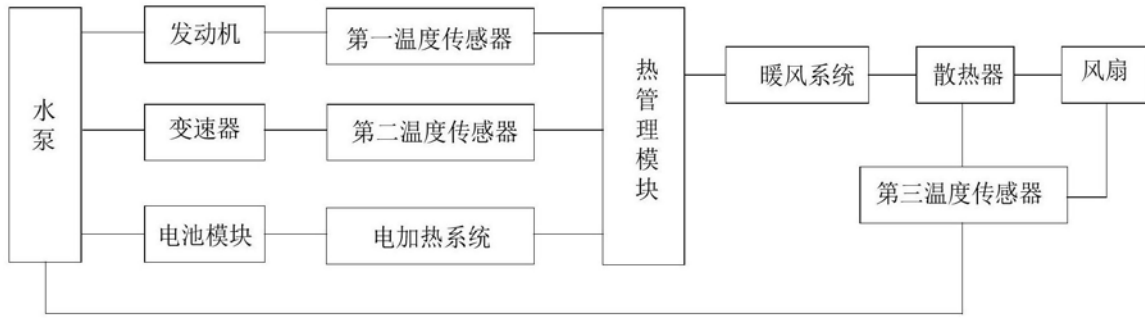 水泵
发动机
第一温度传感器
变速器
第二温度传感器
电池模块
电加热系统
热管理模块
暖风系统
散热器
风扇
第三温度传感器